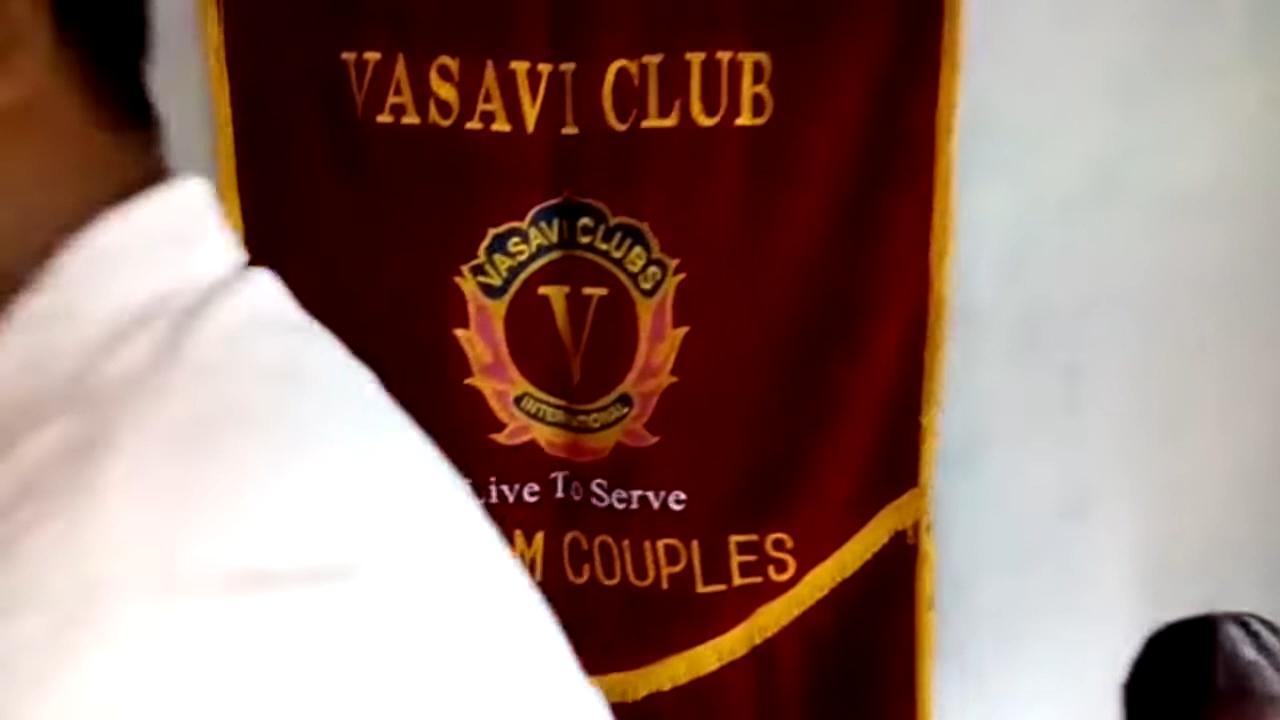 VASAVI CLUB
VASAVI CLUBS
V
INTERNATIONAL
Live To Serve
COUPLES